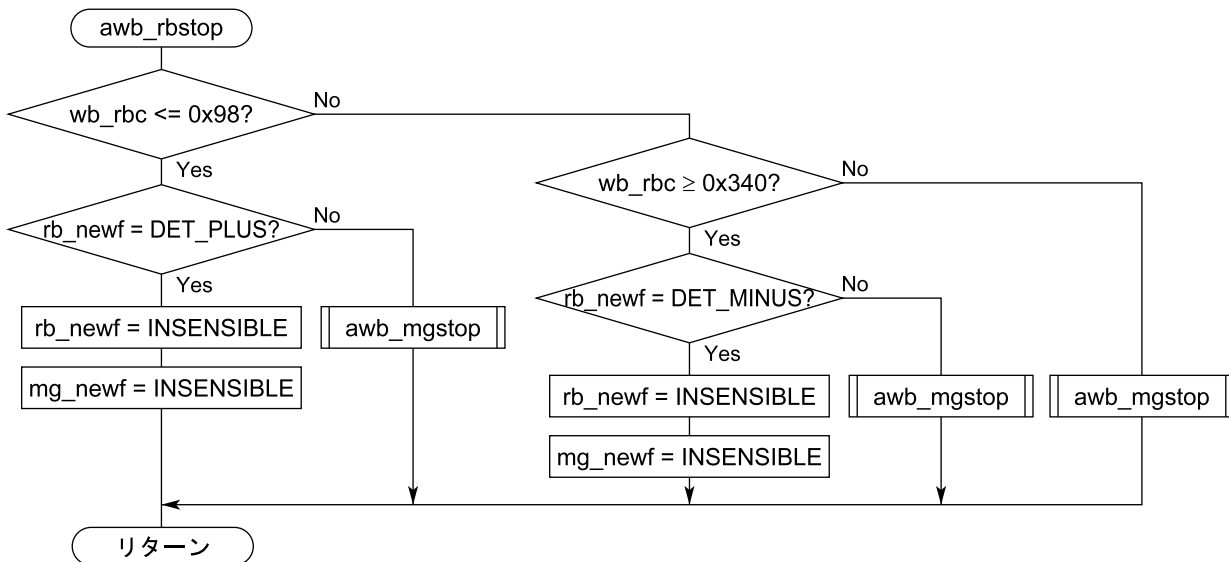 awb_rbstop
wb_rbc <= 0x98?
No
Yes
wb_rbc ≥ 0x340?
No
Yes
rb_newf = DET_PLUS?
No
Yes
rb_newf = DET_MINUS?
No
Yes
rb_newf = INSENSIBLE
awb_mgstop
mg_newf = INSENSIBLE
rb_newf = INSENSIBLE
awb_mgstop
awb_mgstop
mg_newf = INSENSIBLE
リターン